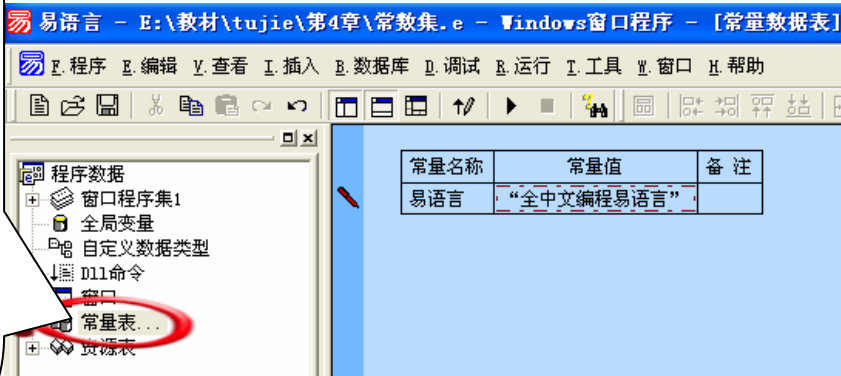 易语言 - E:\教材\tujie\第4章\常数集.e - Windows窗口程序 - [常量数据表]
F.程序 E.编辑 V.查看 I.插入 B.数据库 D.调试 R.运行 T.工具 W.窗口 H.帮助
程序数据
窗口程序集1
全局变量
自定义数据类型
Dll命令
窗口
常量表...
资源表
常量名称 常量值 备 注
易语言 “全中文编程易语言”